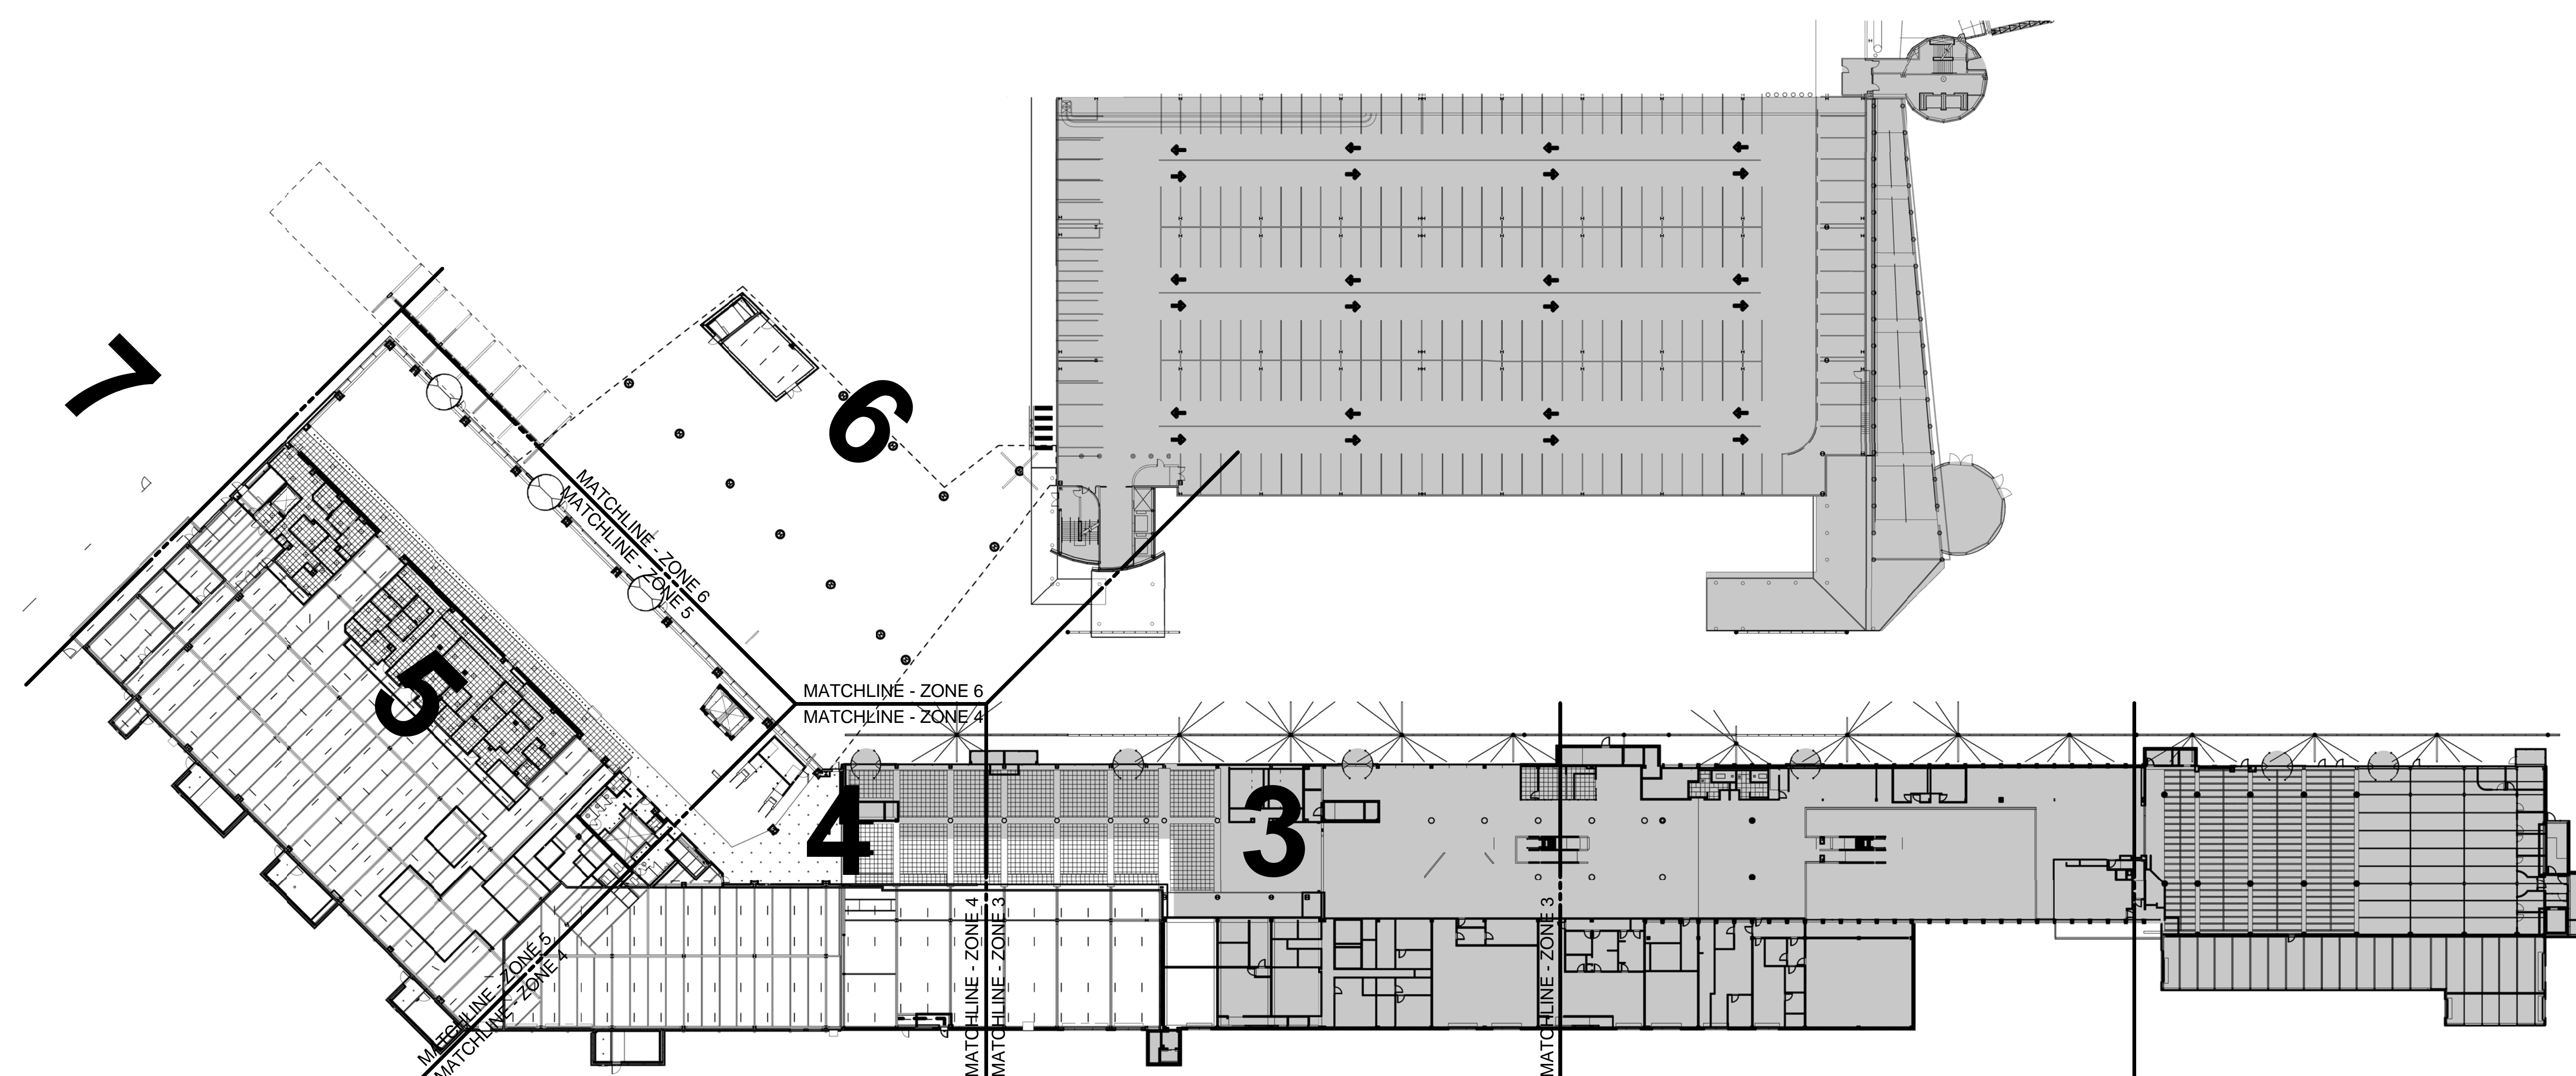 7
6
MATCHLINE - ZONE 6
MATCHLINE - ZONE 5
5
MATCHLINE - ZONE 6
MATCHLINE - ZONE 4
4
3
MATCHLINE - ZONE 5
MATCHLINE - ZONE 4
MATCHLINE - ZONE 4
MATCHLINE - ZONE 3
MATCHLINE - ZONE 3